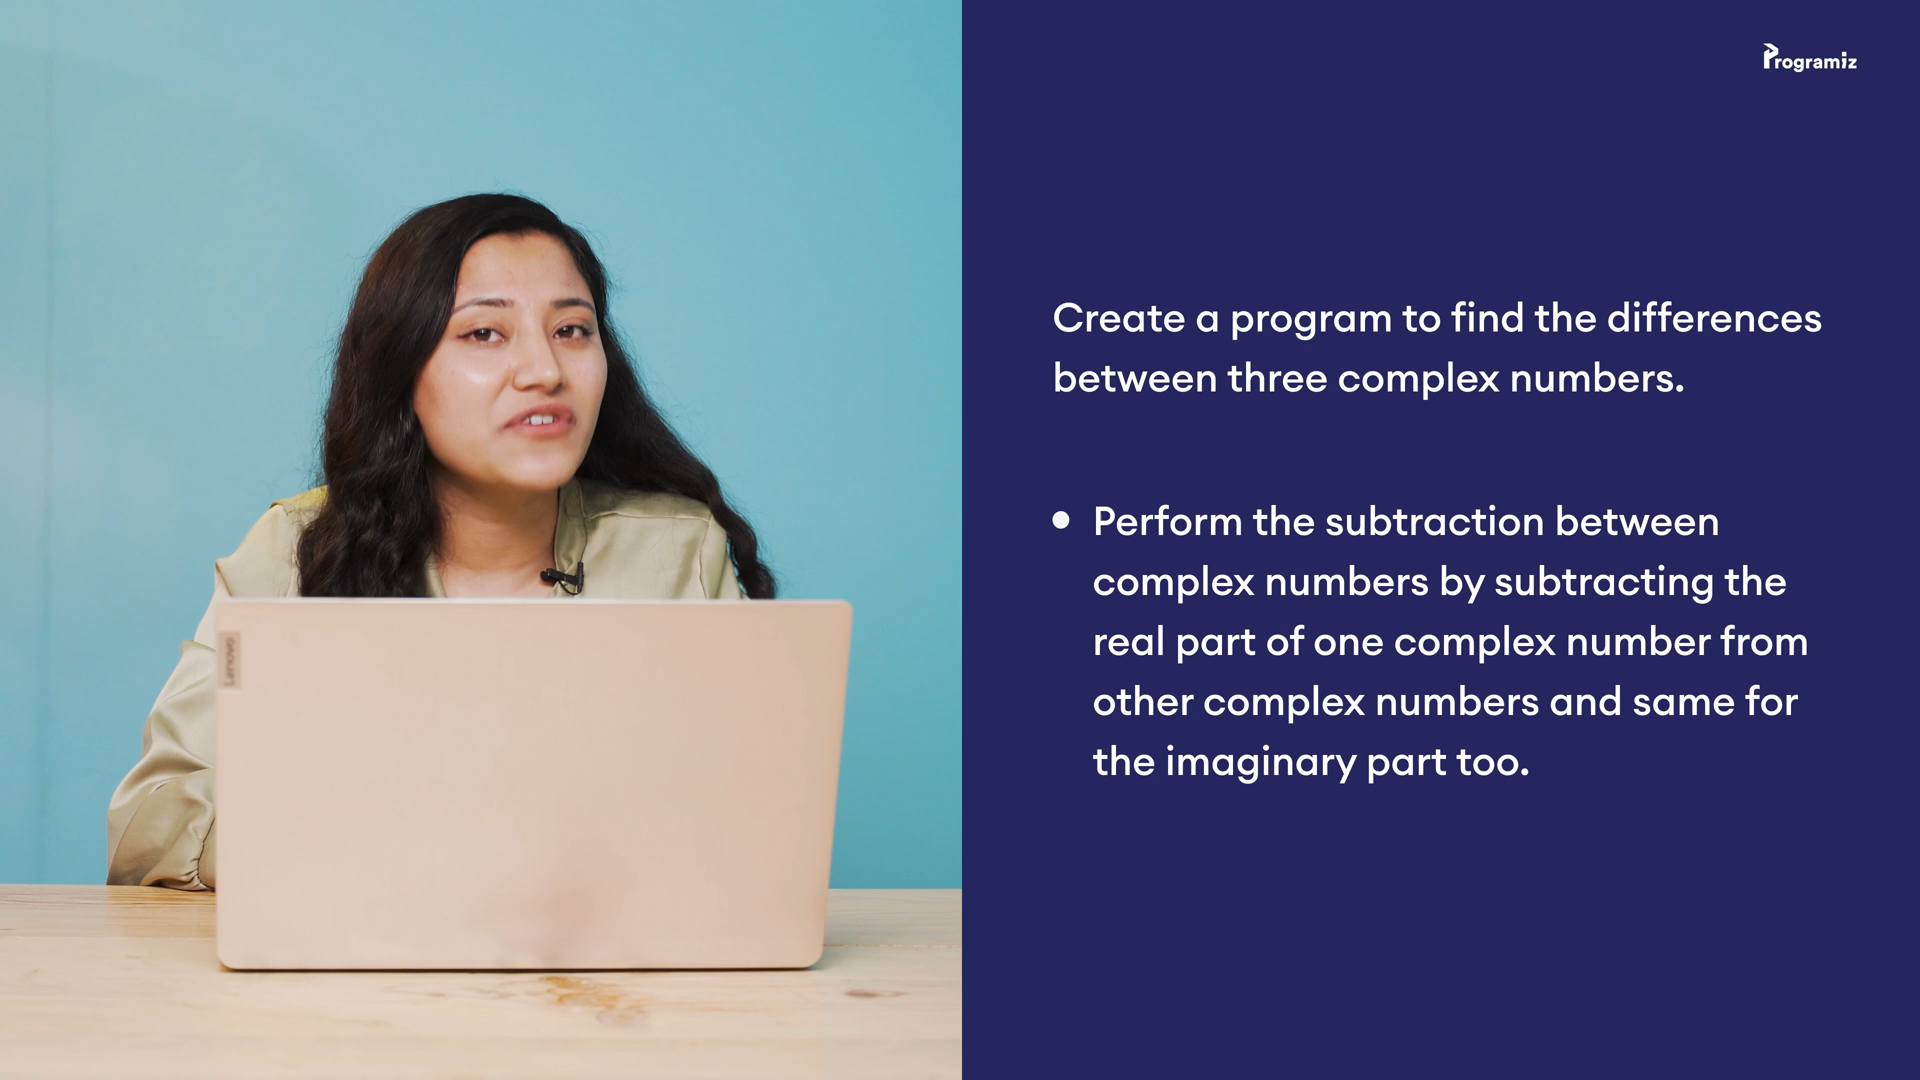 Programiz
Create a program to find the differences
between three complex numbers.
• Perform the subtraction between
complex numbers by subtracting the
real part of one complex number from
other complex numbers and same for
the imaginary part too.
Lenovo